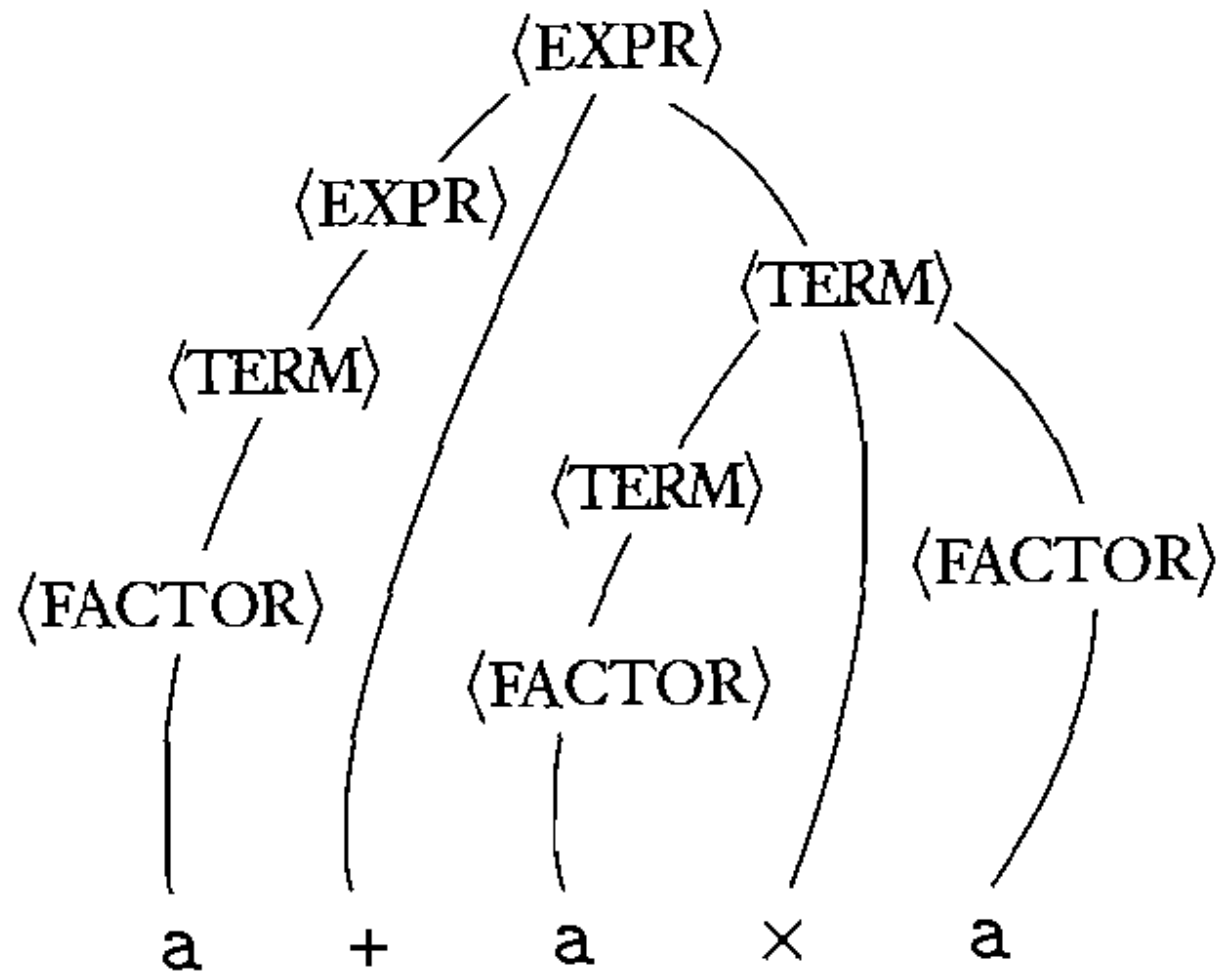 ⟨EXPR⟩
⟨EXPR⟩
⟨TERM⟩
⟨TERM⟩
⟨TERM⟩
⟨FACTOR⟩
⟨FACTOR⟩
⟨FACTOR⟩
a + a × a